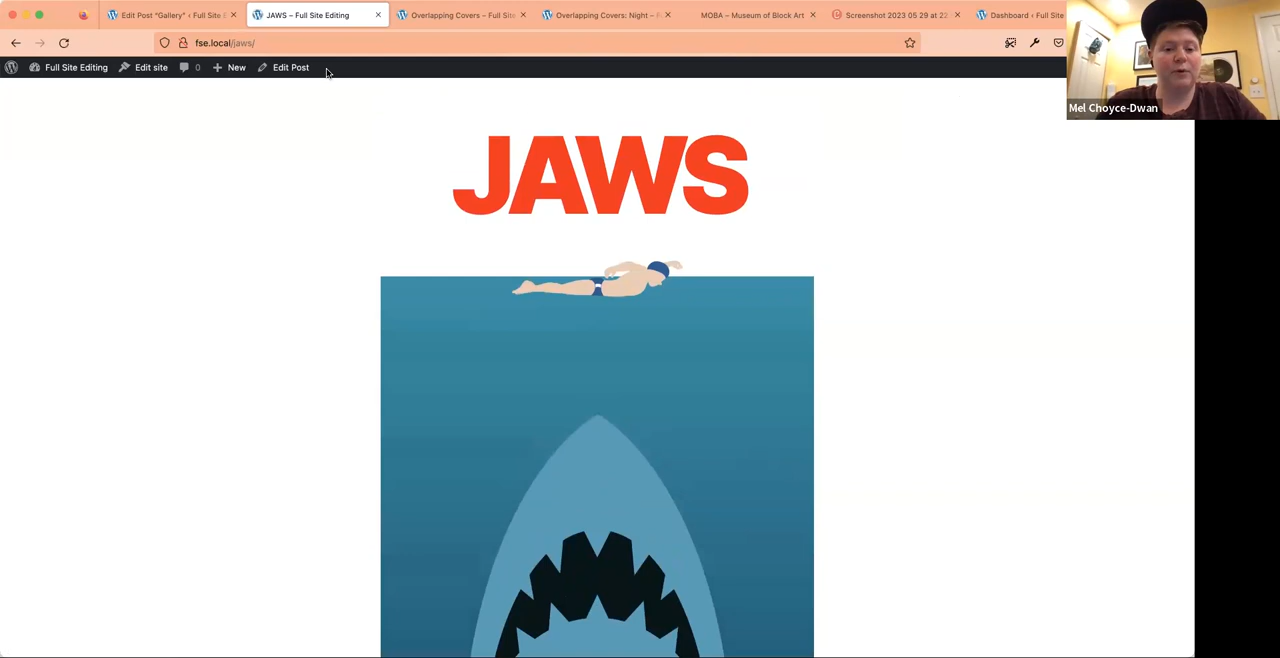 Edit Post "Gallery" ‹ Full Site E
JAWS – Full Site Editing
Overlapping Covers – Full Site
Overlapping Covers: Night – F
MOBA – Museum of Block Art
Screenshot 2023 05 29 at 22
Dashboard ‹ Full Site
fse.local/jaws/
Full Site Editing
Edit site
0
New
Edit Post
Mel Choyce-Dwan
JAWS